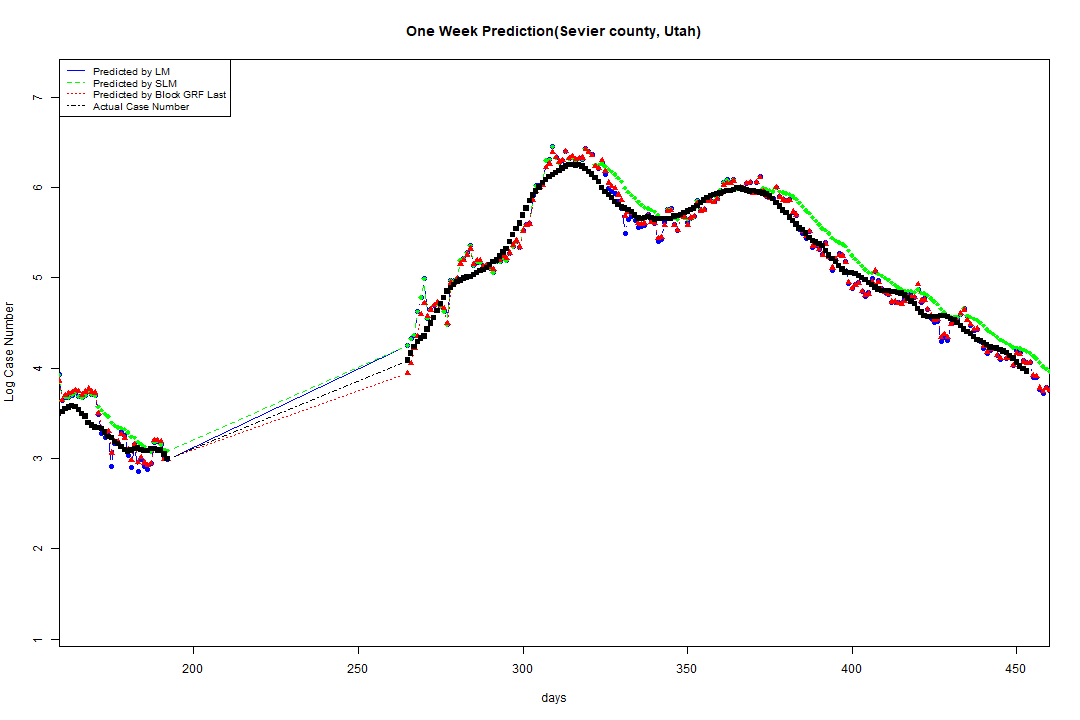 One Week Prediction(Sevier county, Utah)
Predicted by LM
Predicted by SLM
Predicted by Block GRF Last
Actual Case Number
Log Case Number
7
6
5
4
3
2
1
200 250 300 350 400 450
days